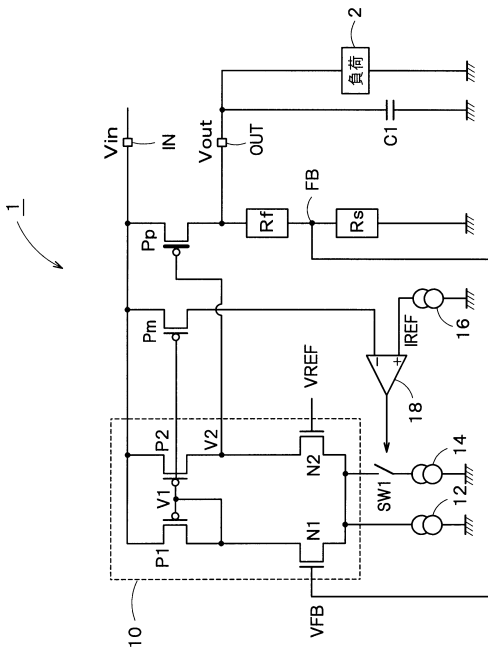 1
Vin
IN
Vout
OUT
2
負荷
C1
FB
Rf
Rs
Pp
Pm
IREF
16
−
+
18
10
P1
P2
V1
V2
VREF
N1
N2
VFB
SW1
14
12